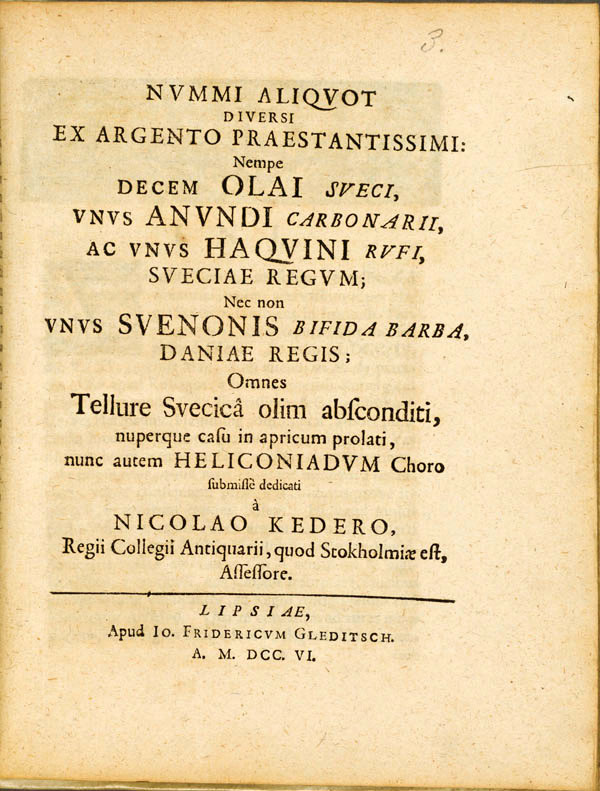 3.
NVMMI ALIQVOT
DIVERSI
EX ARGENTO PRAESTANTISSIMI:
Nempe
DECEM OLAI SVECI,
VNVS ANVNDI CARBONARII,
AC VNVS HAQVINI RVFI,
SVECIAE REGVM;
Nec non
VNVS SVENONIS BIFIDA BARBA,
DANIAE REGIS;
Omnes
Tellure Svecicâ olim abſconditi,
nuperque caſu in apricum prolati,
nunc autem HELICONIADVM Choro
ſubmiſſè dedicati
à
NICOLAO KEDERO,
Regii Collegii Antiquarii, quod Stokholmiæ eſt,
Aſſeſſore.
LIPSIAE,
Apud IO. FRIDERICVM GLEDITSCH.
A. M. DCC. VI.